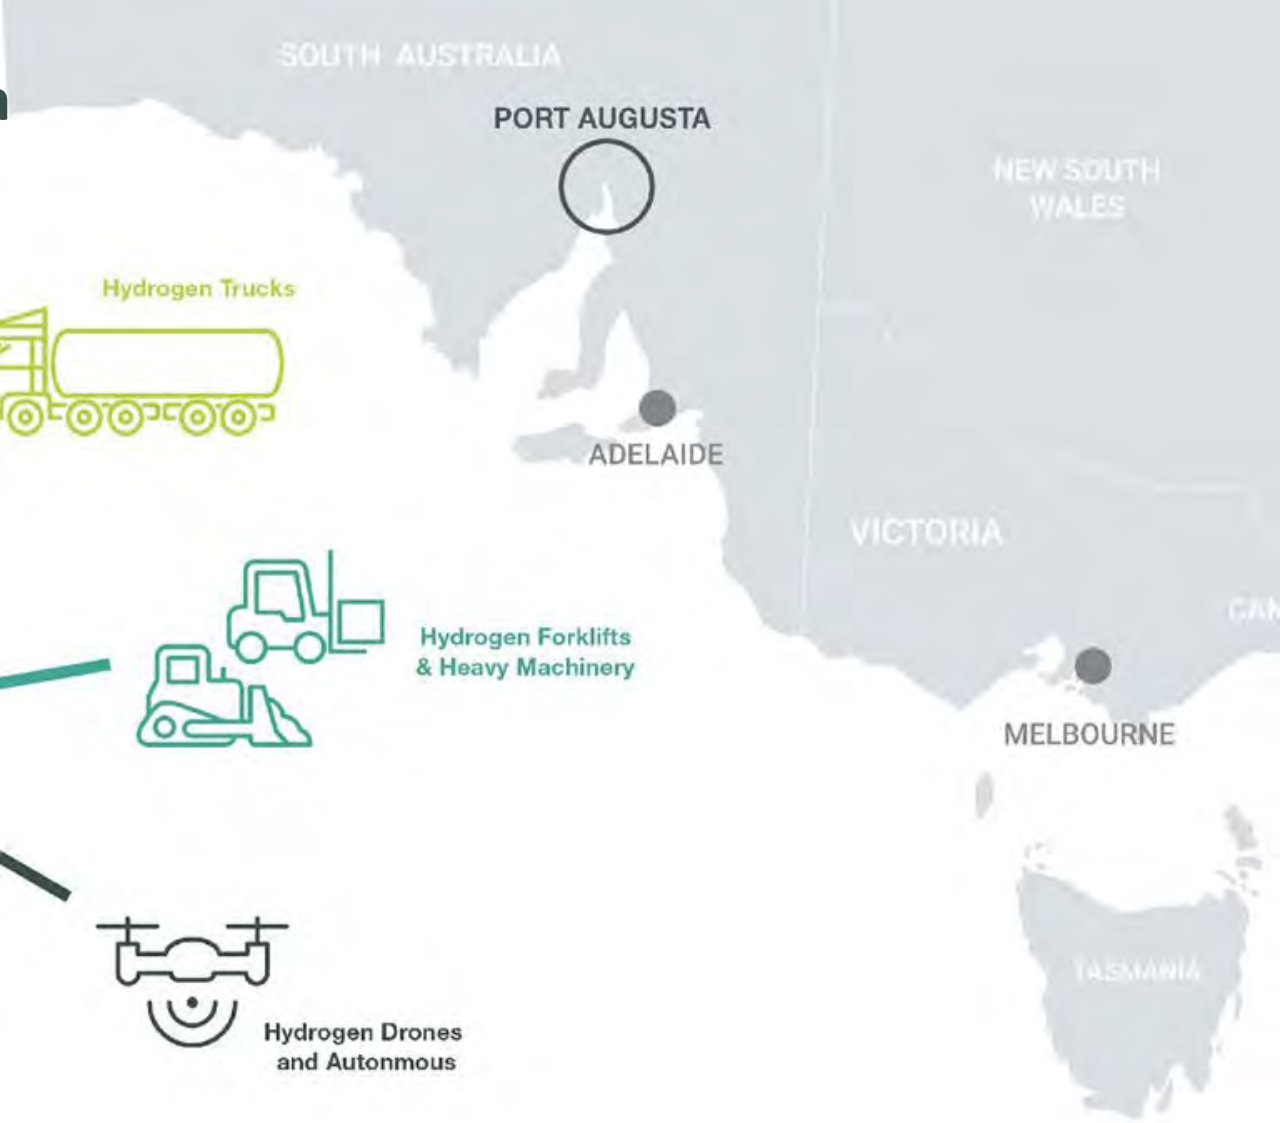 SOUTH AUSTRALIA
PORT AUGUSTA
NEW SOUTH
WALES
Hydrogen Trucks
ADELAIDE
VICTORIA
Hydrogen Forklifts
& Heavy Machinery
MELBOURNE
TASMANIA
Hydrogen Drones
and Autonmous